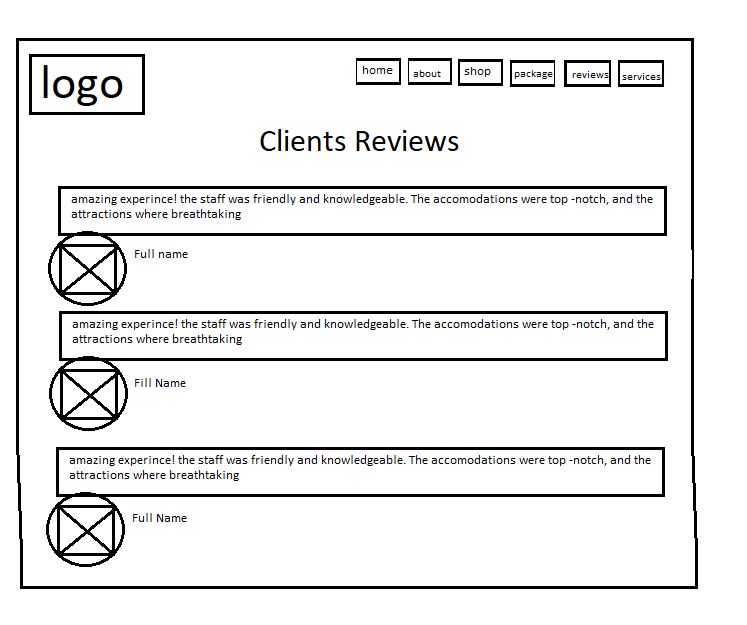 logo
home about shop package reviews services
Clients Reviews
amazing experince! the staff was friendly and knowledgeable. The accomodations were top -notch, and the
attractions where breathtaking
Full name
amazing experince! the staff was friendly and knowledgeable. The accomodations were top -notch, and the
attractions where breathtaking
Fill Name
amazing experince! the staff was friendly and knowledgeable. The accomodations were top -notch, and the
attractions where breathtaking
Full Name